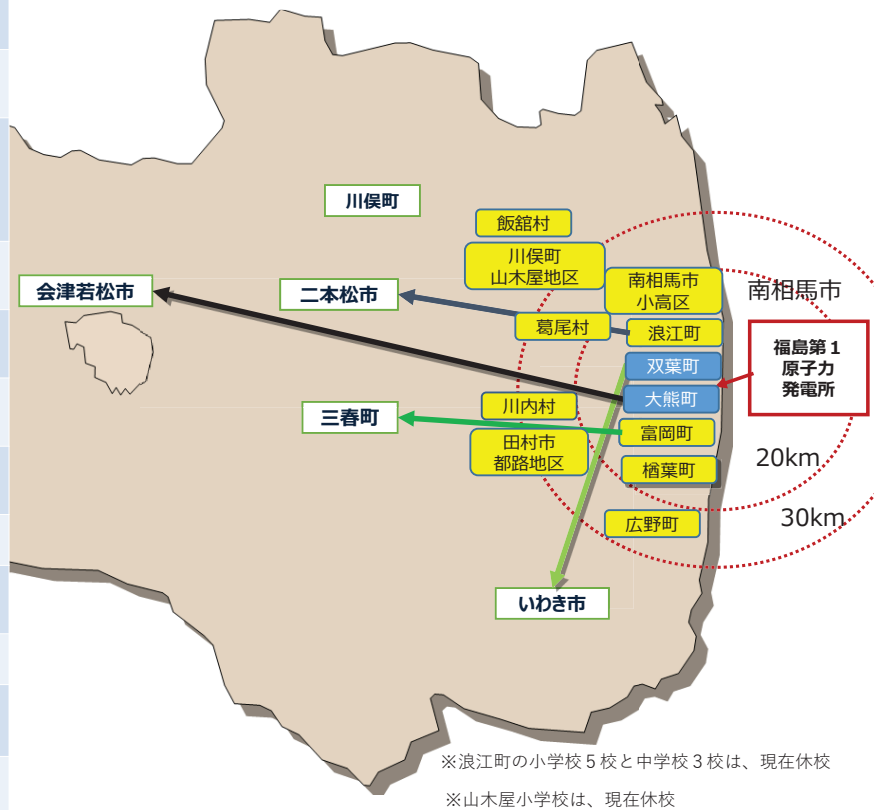 川俣町
飯舘村
川俣町
山木屋地区
会津若松市
二本松市
南相馬市
小高区
南相馬市
葛尾村
浪江町
双葉町
福島第1
原子力
発電所
大熊町
川内村
三春町
富岡町
田村市
都路地区
楢葉町
20km
30km
広野町
いわき市
※浪江町の小学校5校と中学校3校は、現在休校
※山木屋小学校は、現在休校